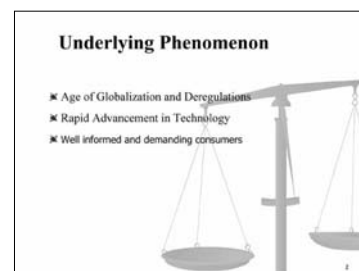 Underlying Phenomenon
Age of Globalization and Deregulations
Rapid Advancement in Technology
Well informed and demanding consumers